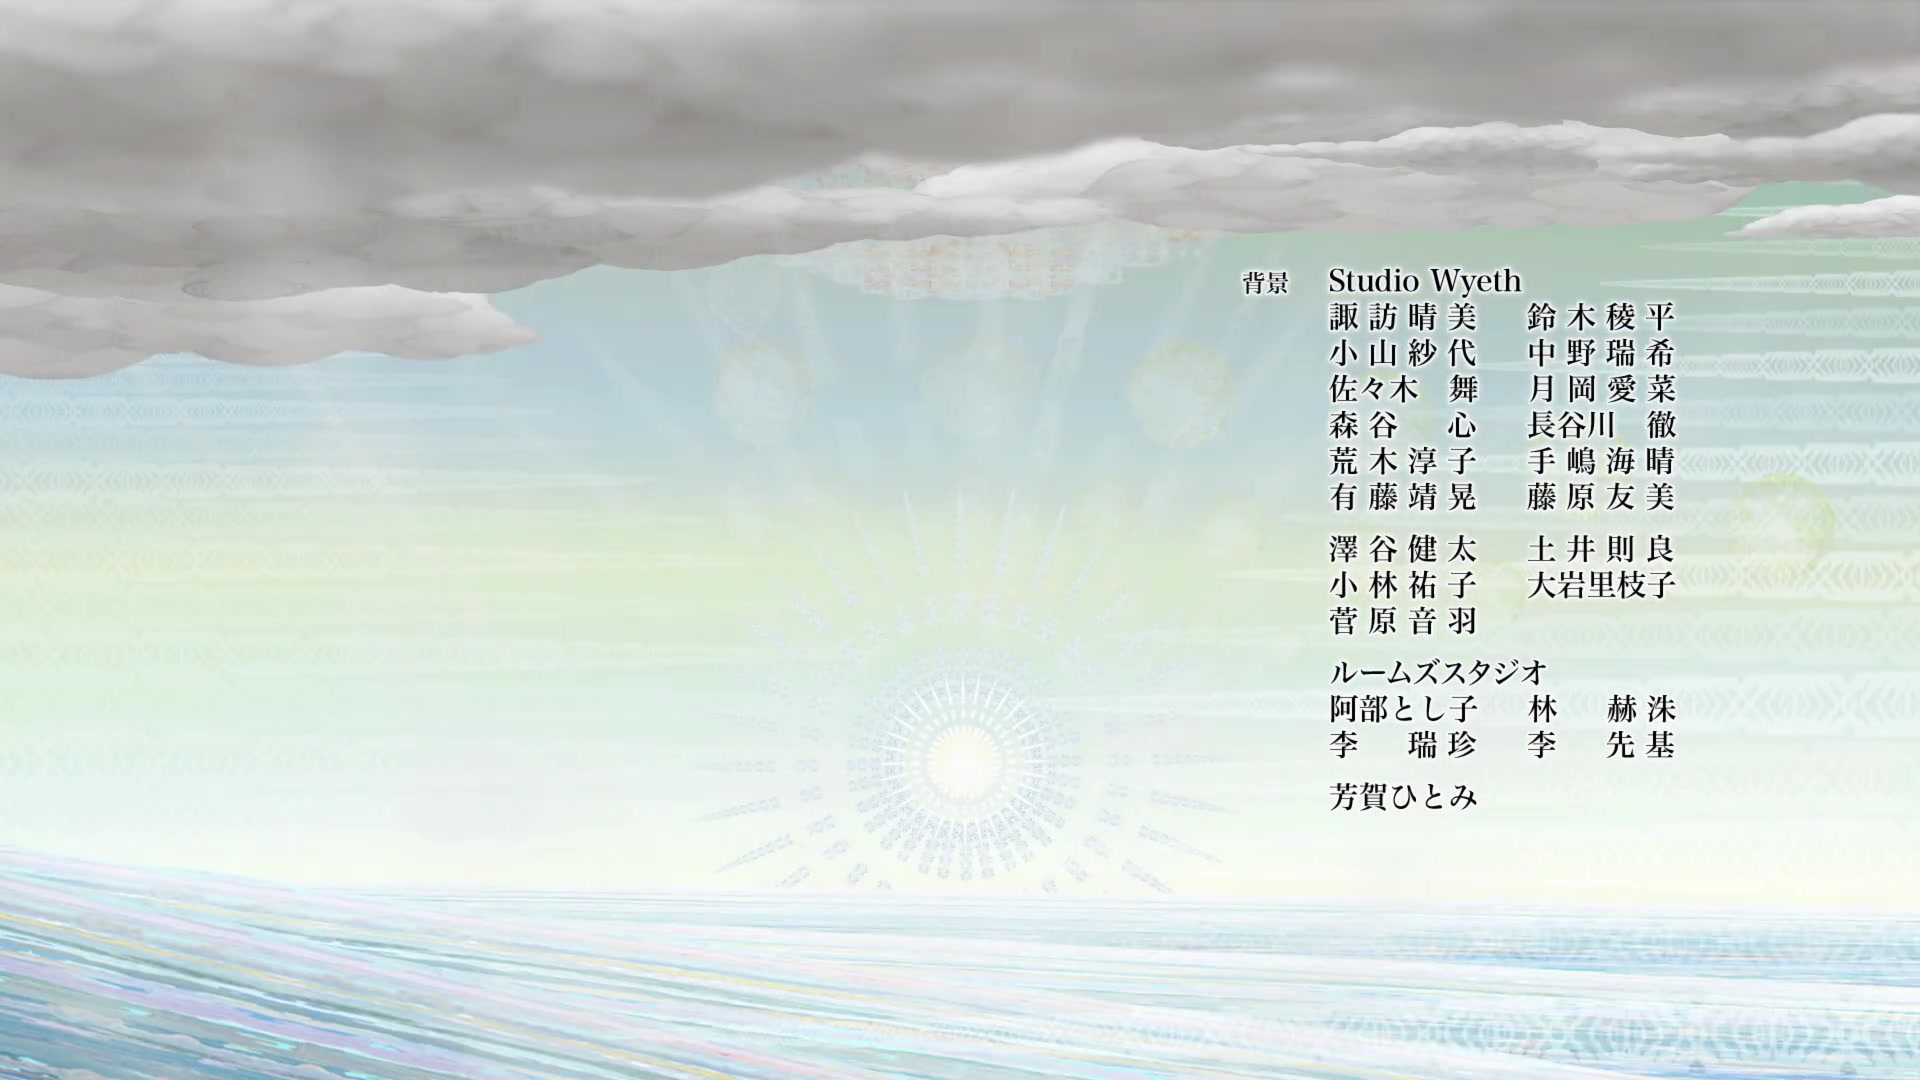 背景 Studio Wyeth
諏訪晴美 鈴木稜平
小山紗代 中野瑞希
佐々木 舞 月岡愛菜
森谷 心 長谷川 徹
荒木淳子 手嶋海晴
有藤靖晃 藤原友美
澤谷健太 土井則良
小林祐子 大岩里枝子
菅原音羽
ルームズスタジオ
阿部とし子 林 赫洙
李 瑞珍 李 先基
芳賀ひとみ